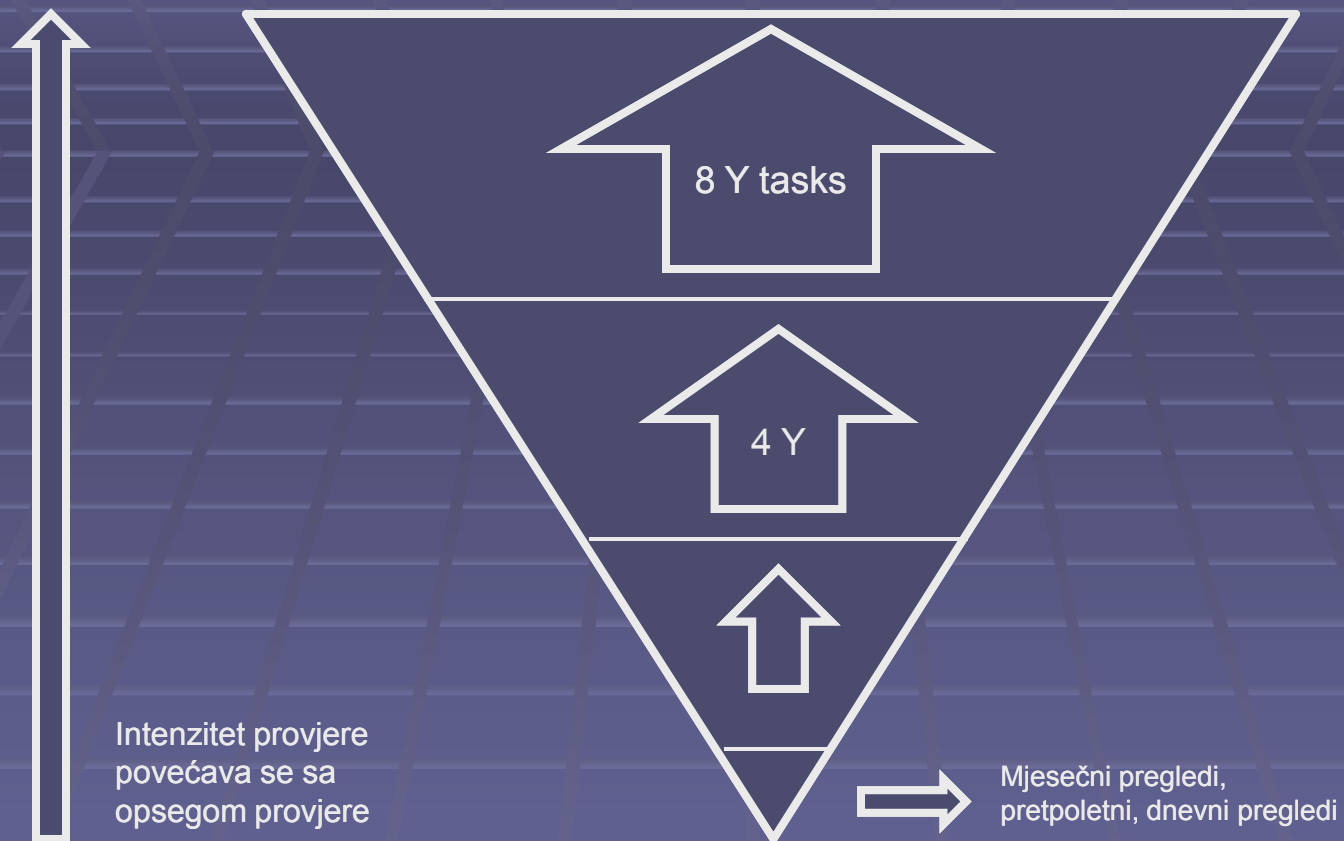 8 Y tasks
4 Y
Intenzitet provjere
povećava se sa
opsegom provjere
Mjesečni pregledi,
pretpoletni, dnevni pregledi